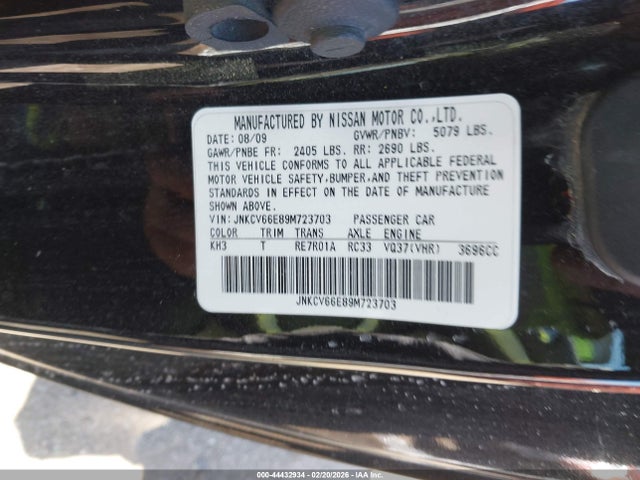 MANUFACTURED BY NISSAN MOTOR CO.,LTD.
DATE: 08/09 GVWR/PNBV: 5079 LBS.
GAWR/PNBE FR: 2405 LBS. RR: 2690 LBS.
THIS VEHICLE CONFORMS TO ALL APPLICABLE FEDERAL
MOTOR VEHICLE SAFETY,BUMPER,AND THEFT PREVENTION
STANDARDS IN EFFECT ON THE DATE OF MANUFACTURE
SHOWN ABOVE.
VIN: JNKCV66E89M723703 PASSENGER CAR
COLOR TRIM TRANS AXLE ENGINE
KH3 T RE7R01A RC33 VQ37(VHR) 3696CC
JNKCV66E89M723703
000-44432934 - 02/20/2026 - IAA Inc.